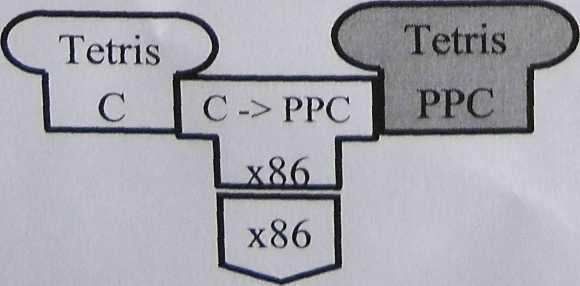 Tetris
C
C -> PPC
x86
x86
Tetris
PPC